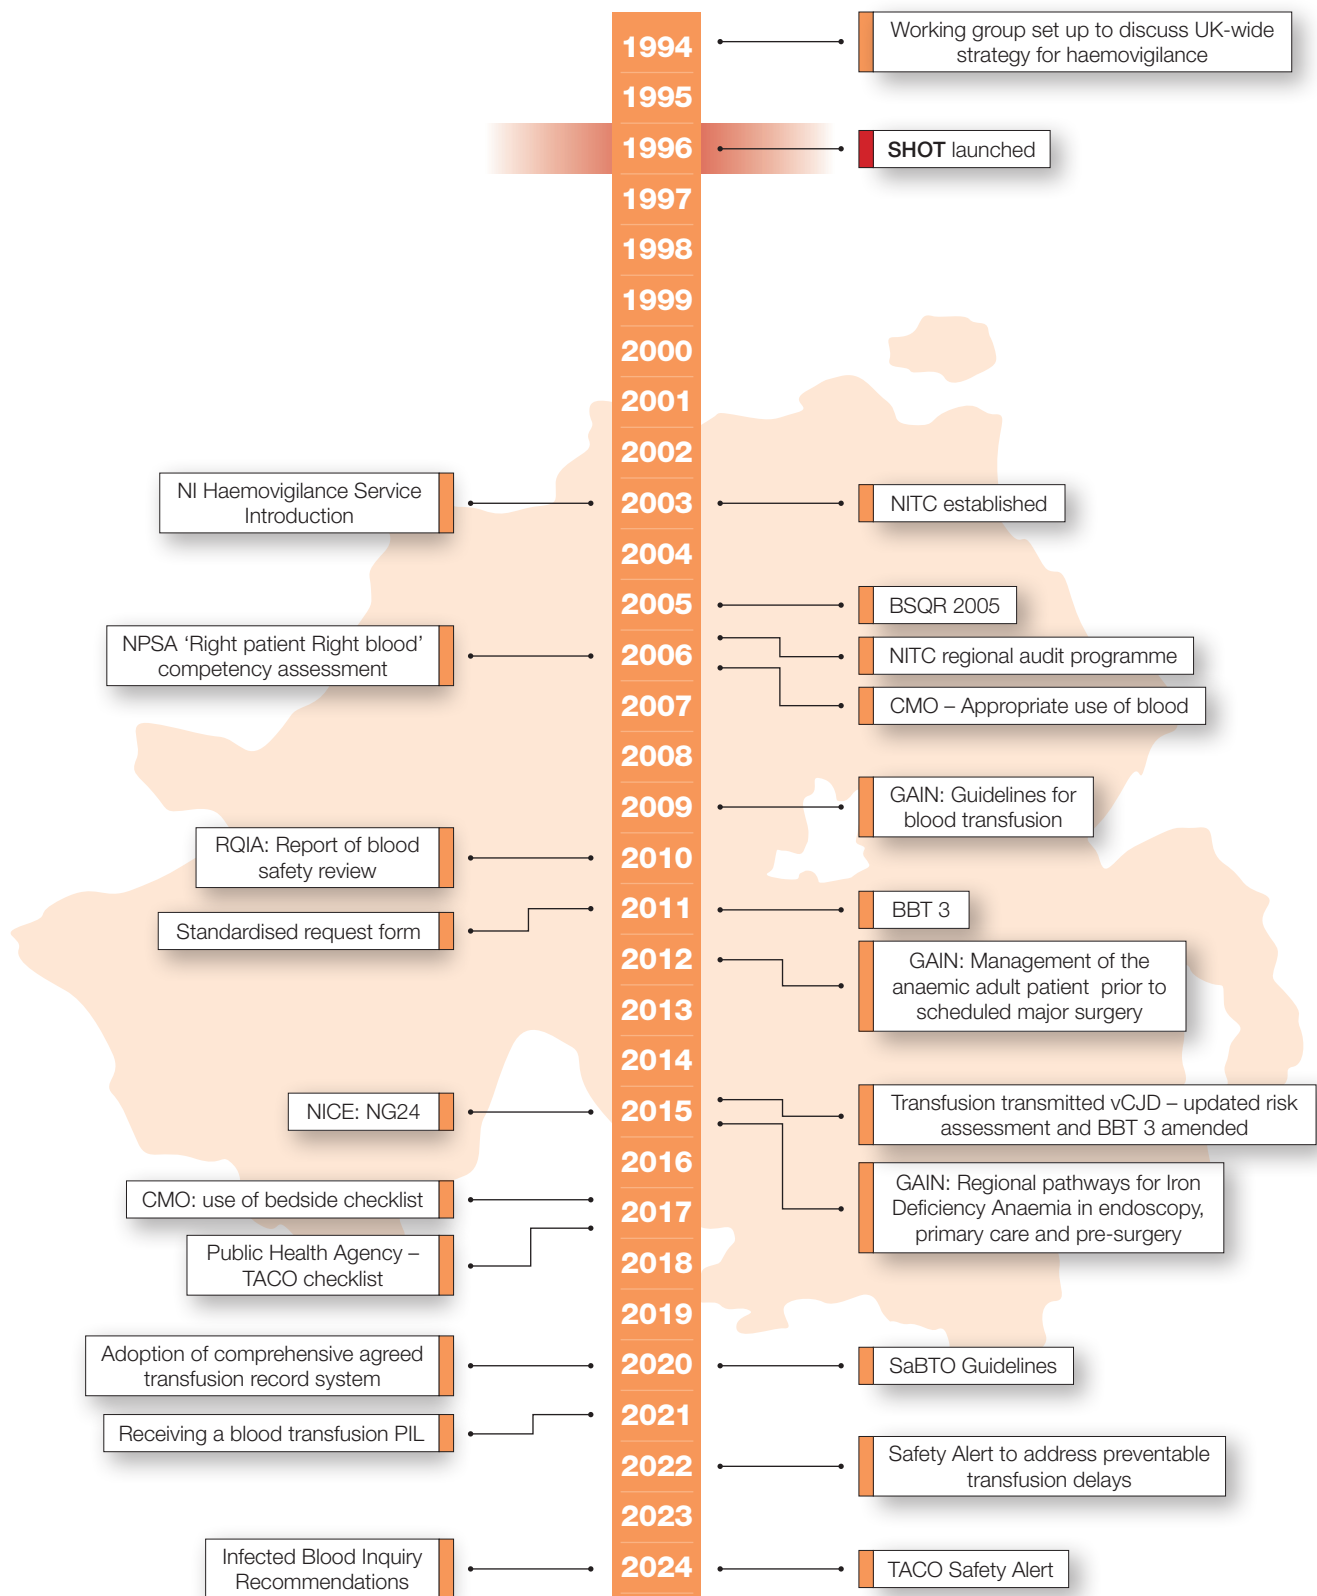 1994
Working group set up to discuss UK-wide
strategy for haemovigilance
1995
1996
SHOT launched
1997
1998
1999
2000
2001
2002
NI Haemovigilance Service
Introduction
2003
NITC established
2004
2005
BSQR 2005
NPSA ‘Right patient Right blood’
competency assessment
2006
NITC regional audit programme
CMO – Appropriate use of blood
2007
2008
2009
GAIN: Guidelines for
blood transfusion
RQIA: Report of blood
safety review
2010
2011
BBT 3
Standardised request form
2012
GAIN: Management of the
anaemic adult patient prior to
scheduled major surgery
2013
2014
NICE: NG24
2015
Transfusion transmitted vCJD – updated risk
assessment and BBT 3 amended
2016
GAIN: Regional pathways for Iron
Deficiency Anaemia in endoscopy,
primary care and pre-surgery
CMO: use of bedside checklist
2017
Public Health Agency –
TACO checklist
2018
2019
Adoption of comprehensive agreed
transfusion record system
2020
SaBTO Guidelines
2021
Receiving a blood transfusion PIL
2022
Safety Alert to address preventable
transfusion delays
2023
Infected Blood Inquiry
Recommendations
2024
TACO Safety Alert